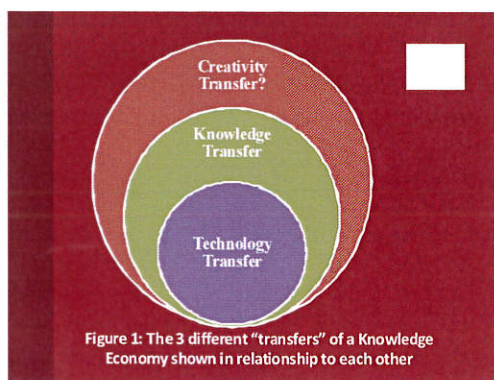 Creativity
Transfer?
Knowledge
Transfer
Technology
Transfer
Figure 1: The 3 different "transfers" of a Knowledge
Economy shown in relationship to each other